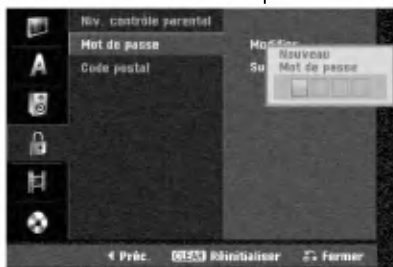 Niv. contrôle parental
Mot de passe
Code postal
Nouveau
Mot de passe
A
Préc. CLEAR Réinitialiser Fermer